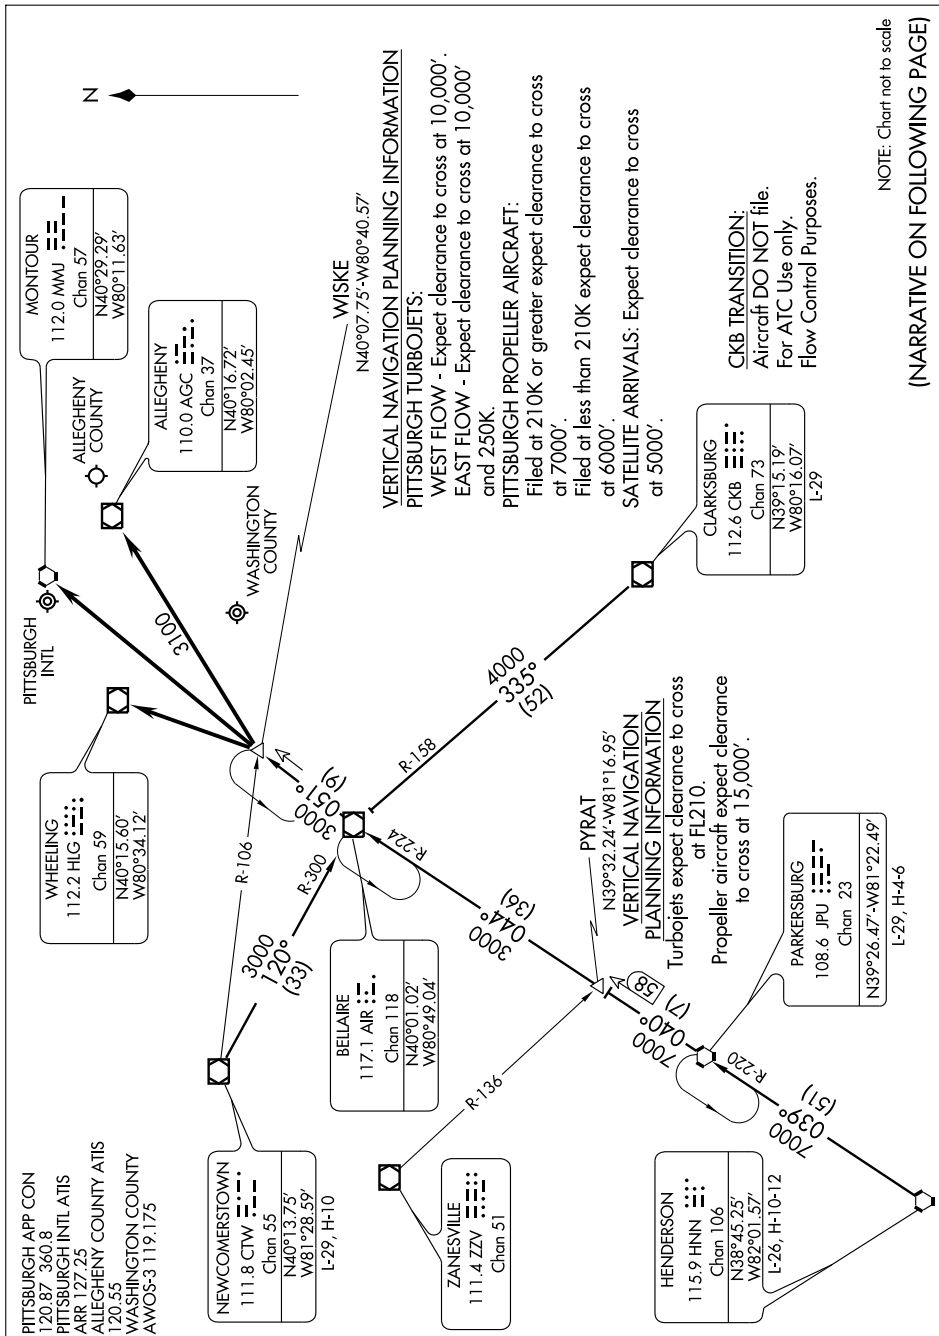 PITTSBURGH APP CON
120.87 360.8
PITTSBURGH INTL ATIS
ARR 127.25
ALLEGHENY COUNTY ATIS
120.55
WASHINGTON COUNTY
AWOS-3 119.175
NEWCOMERSTOWN
111.8 CTW
Chan 55
N40°13.75'
W81°28.59'
L-29, H-10
ZANESVILLE
111.4 ZZV
Chan 51
HENDERSON
115.9 HNN
Chan 106
N38°45.25'
W82°01.57'
L-26, H-10-12
WHEELING
112.2 HLG
Chan 59
N40°15.60'
W80°34.12'
BELLAIRE
117.1 AIR
Chan 118
N40°01.02'
W80°49.04'
PITTSBURGH
INTL
MONTOUR
112.0 MMU
Chan 57
N40°29.29'
W80°11.63'
ALLEGHENY
COUNTY
ALLEGHENY
110.0 AGC
Chan 37
N40°16.72'
W80°02.45'
WASHINGTON
COUNTY
N
3100
R-106
R-300
3000
120°
(33)
3000
051°
(9)
R-158
4000
335°
(52)
R-224
3000
044°
(36)
R-136
58
7000
040°
(7)
R-220
7000
039°
(51)
WISKE
N40°07.75'-W80°40.57'
VERTICAL NAVIGATION PLANNING INFORMATION
PITTSBURGH TURBOJETS:
WEST FLOW - Expect clearance to cross at 10,000'.
EAST FLOW - Expect clearance to cross at 10,000'
and 250K.
PITTSBURGH PROPELLER AIRCRAFT:
Filed at 210K or greater expect clearance to cross
at 7000'.
Filed at less than 210K expect clearance to cross
at 6000'.
SATELLITE ARRIVALS: Expect clearance to cross
at 5000'.
PYRAT
N39°32.24'-W81°16.95'
VERTICAL NAVIGATION
PLANNING INFORMATION
Turbojets expect clearance to cross
at FL210.
Propeller aircraft expect clearance
to cross at 15,000'.
PARKERSBURG
108.6 JPU
Chan 23
N39°26.47'-W81°22.49'
L-29, H-4-6
CLARKSBURG
112.6 CKB
Chan 73
N39°15.19'
W80°16.07'
L-29
CKB TRANSITION:
Aircraft DO NOT file.
For ATC Use only.
Flow Control Purposes.
NOTE: Chart not to scale
(NARRATIVE ON FOLLOWING PAGE)